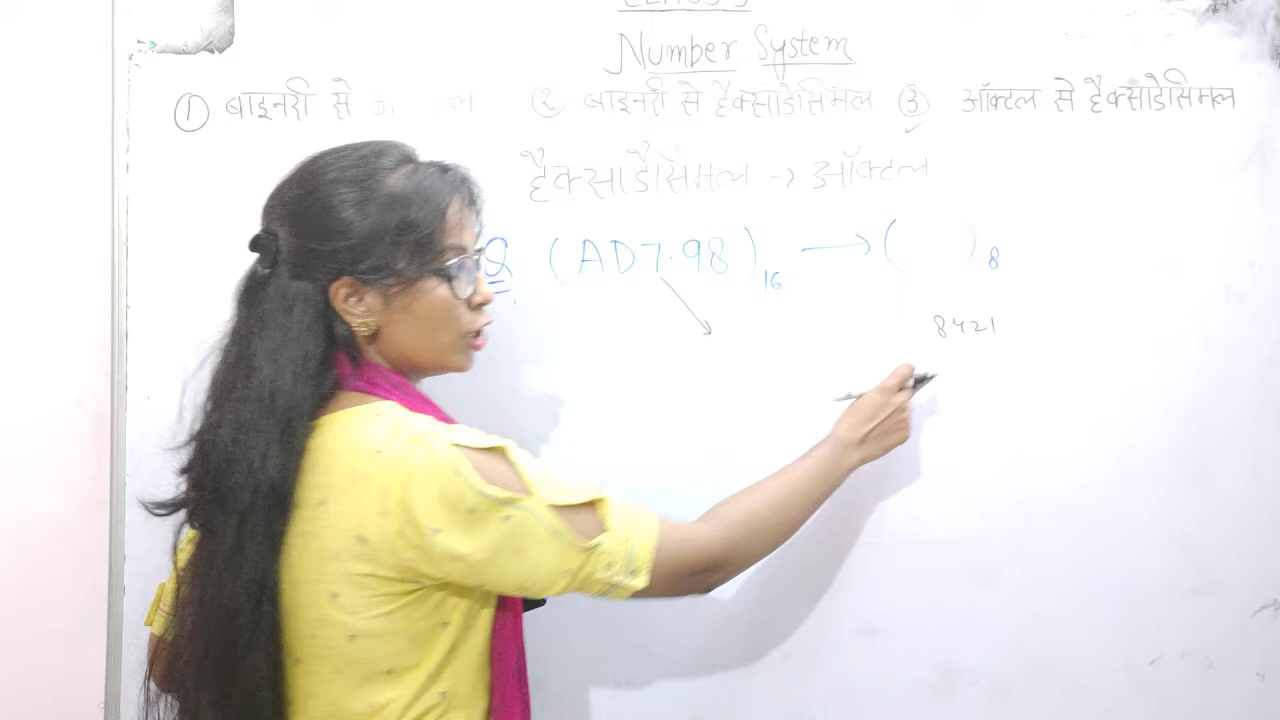 Number System
① बाइनरी से ② बाइनरी से हैक्साडेसिमल ③ ऑक्टल से हैक्साडेसिमल
हैक्साडेसिमल → ऑक्टल
Q (AD7.98)16 → ( )8
8421